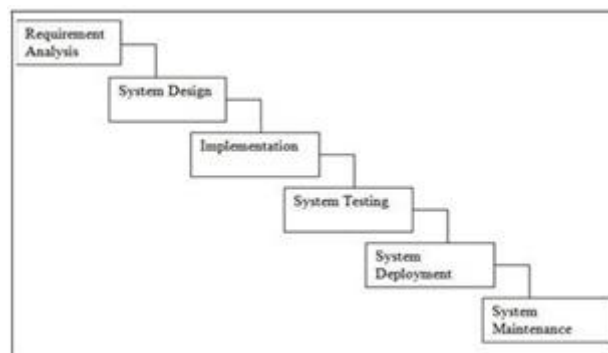 Requirement
Analysis
System Design
Implementation
System Testing
System
Deployment
System
Maintenance